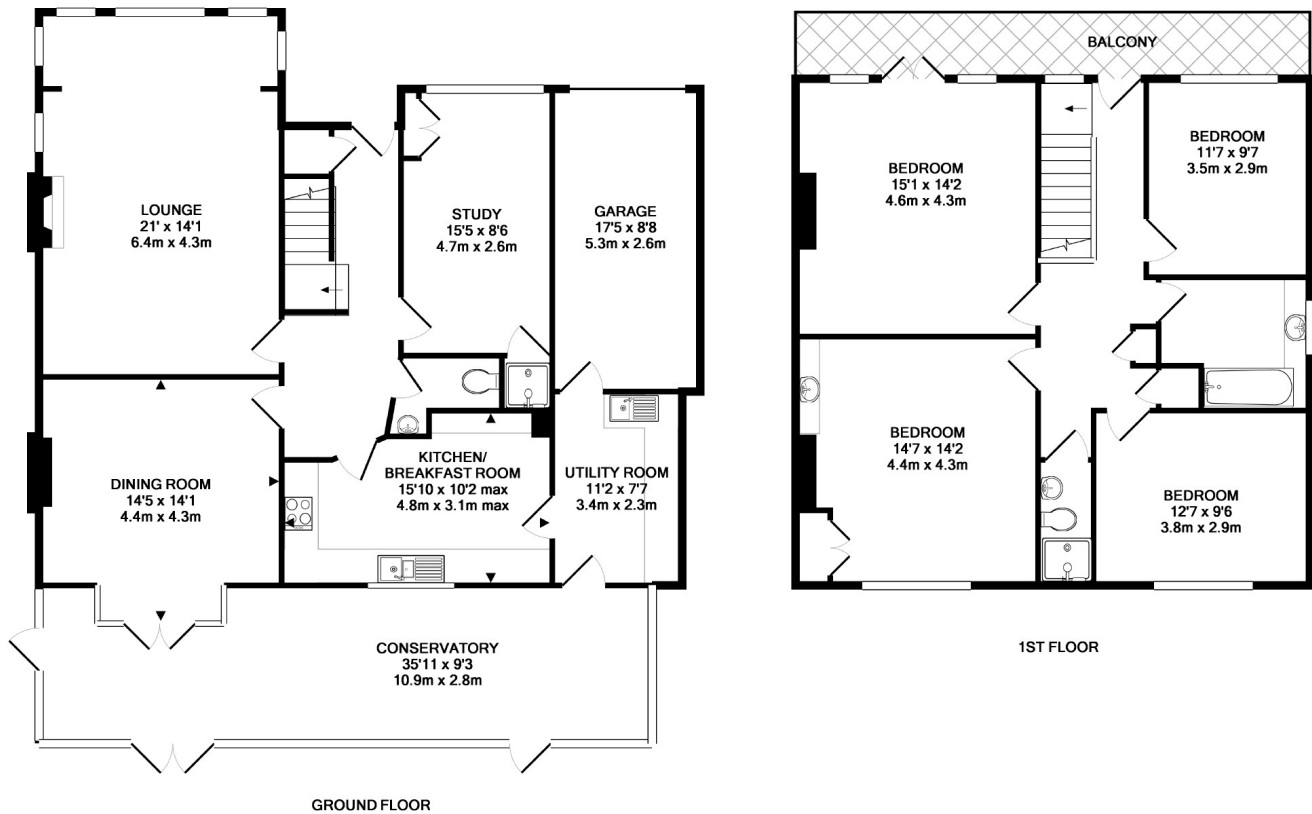 LOUNGE
21' x 14'1
6.4m x 4.3m
STUDY
15'5 x 8'6
4.7m x 2.6m
GARAGE
17'5 x 8'8
5.3m x 2.6m
DINING ROOM
14'5 x 14'1
4.4m x 4.3m
KITCHEN/
BREAKFAST ROOM
15'10 x 10'2 max
4.8m x 3.1m max
UTILITY ROOM
11'2 x 7'7
3.4m x 2.3m
CONSERVATORY
35'11 x 9'3
10.9m x 2.8m
GROUND FLOOR
BALCONY
BEDROOM
15'1 x 14'2
4.6m x 4.3m
BEDROOM
11'7 x 9'7
3.5m x 2.9m
BEDROOM
14'7 x 14'2
4.4m x 4.3m
BEDROOM
12'7 x 9'6
3.8m x 2.9m
1ST FLOOR